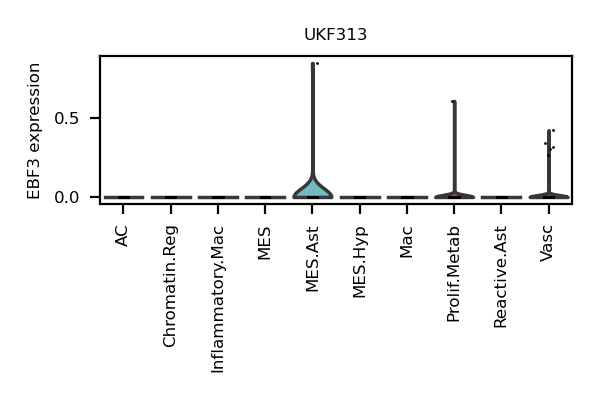 UKF313
EBF3 expression
0.5
0.0
AC
Chromatin.Reg
Inflammatory.Mac
MES
MES.Ast
MES.Hyp
Mac
Prolif.Metab
Reactive.Ast
Vasc